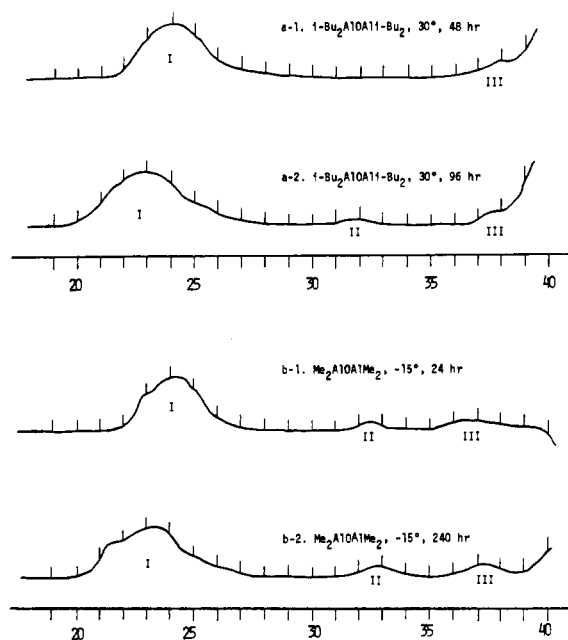 a-1. i-Bu2AlOAli-Bu2, 30°, 48 hr
I
III
a-2. i-Bu2AlOAli-Bu2, 30°, 96 hr
I
II
III
20 25 30 35 40
b-1. Me2AlOAlMe2, -15°, 24 hr
I
II
III
b-2. Me2AlOAlMe2, -15°, 240 hr
I
II
III
20 25 30 35 40